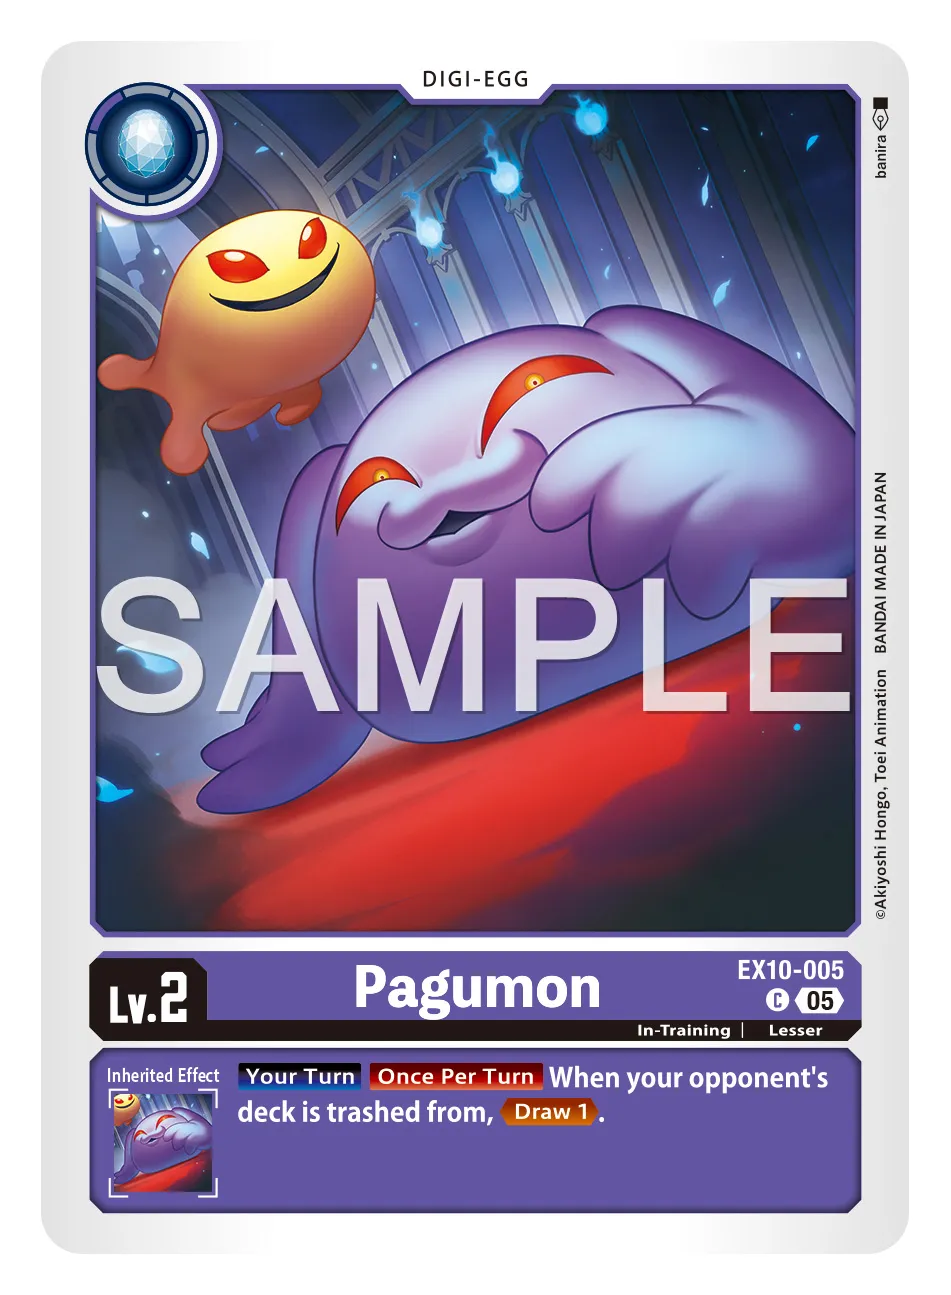 DIGI-EGG
banira
SAMPLE
©Akiyoshi Hongo, Toei Animation BANDAI MADE IN JAPAN
Lv.2
Pagumon
EX10-005
C 05
In-Training | Lesser
Inherited Effect
Your Turn Once Per Turn When your opponent's
deck is trashed from, Draw 1.